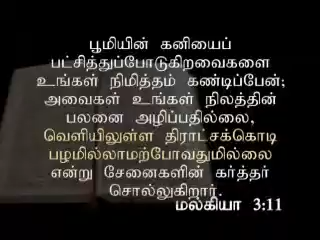 பூமியின் கனியைப்
பட்சித்துப்போடுகிறவைகளை
உங்கள் நிமித்தம் கண்டிப்பேன்;
அவைகள் உங்கள் நிலத்தின்
பலனை அழிப்பதில்லை,
வெளியிலுள்ள திராட்சக்கொடி
பழமில்லாமற்போவதுமில்லை
என்று சேனைகளின் கர்த்தர்
சொல்லுகிறார்.
மல்கியா 3:11